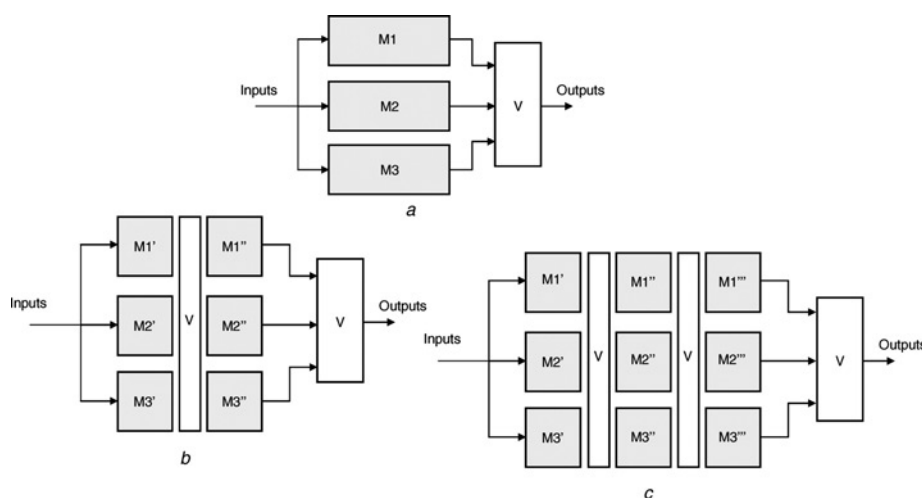 M1
Inputs
M2
V
Outputs
M3
a
M1' M1''
Inputs
M2' V M2'' V
Outputs
M3' M3''
b
M1' M1'' M1'''
Inputs
M2' V M2'' V M2''' V
Outputs
M3' M3'' M3'''
c